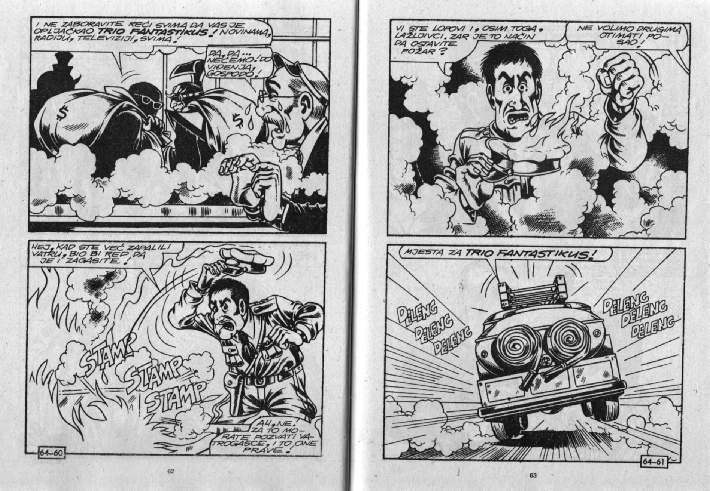 I NE ZABORAVITE REĆI SVIMA DA VAS JE
OPLJAČKAO TRIO FANTASTIKUS! NOVINAMA,
RADIJU, TELEVIZIJI, SVIMA!
DA, DA...
NEĆEMO! DO
VIĐENJA,
GOSPODO!
$
$
HEJ, KAD STE VEĆ ZAPALILI
VATRU, BIO BI RED DA
JE I ZAGASITE!
STAMP
STAMP
STAMP
AH, NE!
ZA TO MO-
RATE POZVATI VA-
TROGASCE, I TO ONE
PRAVE!
64-60
62
VI STE LOPOVI I, OSIM TOGA,
LAŽLJIVCI, ZAR JE TO NAČIN
DA OSTAVITE
POŽAR?
NE VOLIMO DRUGIMA
OTIMATI PO-
SAO!
MJESTA ZA TRIO FANTASTIKUS!
DELENG
DELENG
DELENG
DELENG
DELENG
DELENG
64-61
63